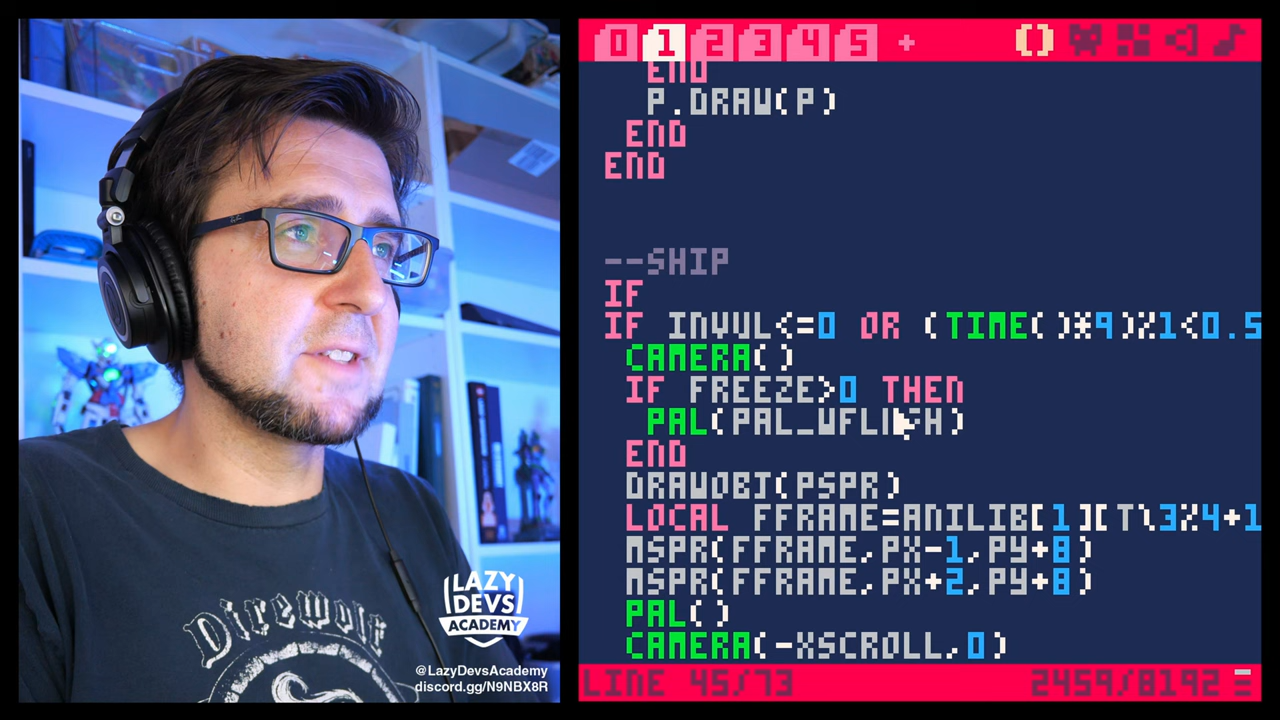 Direwolf
LAZY
DEVS
ACADEMY
@LazyDevsAcademy
discord.gg/N9NBX8R
0 1 2 3 4 5 +
END
P.DRAW(P)
END
END
--SHIP
IF
IF INVUL<=0 OR (TIME()*9)%1<0.5
CAMERA()
IF FREEZE>0 THEN
PAL(PAL_WFLASH)
END
DRAWOBJ(PSPR)
LOCAL FFRAME=ANILIB[1][T\3%4+1
MSPR(FFRAME,PX-1,PY+8)
MSPR(FFRAME,PX+2,PY+8)
PAL()
CAMERA(-XSCROLL,0)
LINE 45/73
2459/8192